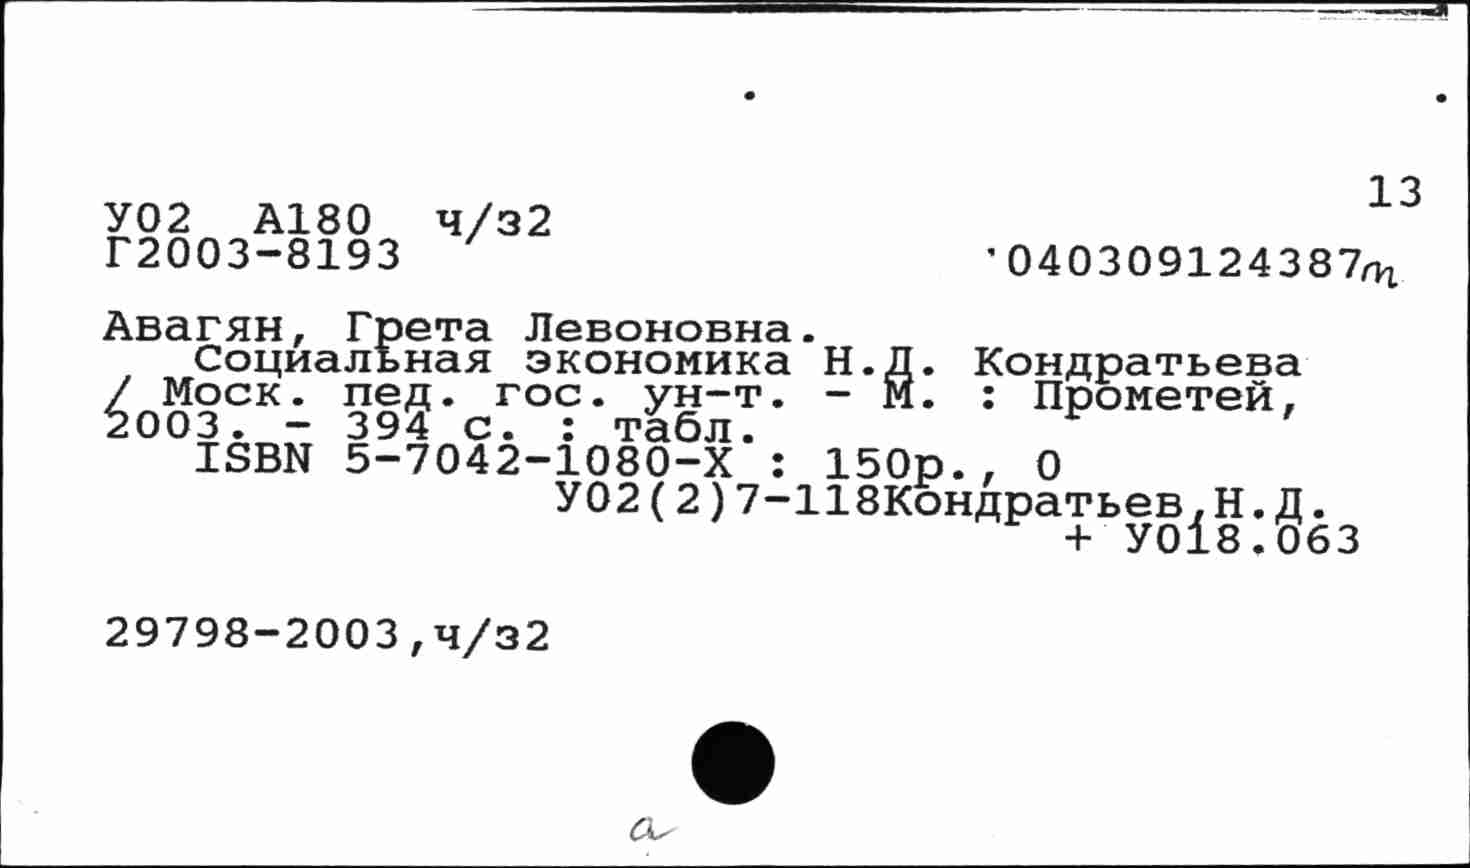 13
У02 А180 ч/з2
Г2003-8193
040309124387m
Авагян, Грета Левоновна.
Социальная экономика Н.Д. Кондратьева
/ Моск. пед. гос. ун-т. - М. : Прометей,
2003. - 394 с. : табл.
ISBN 5-7042-1080-X : 150р., 0
У02(2)7-118Кондратьев,Н.Д.
+ У018.063
29798-2003,ч/з2
а